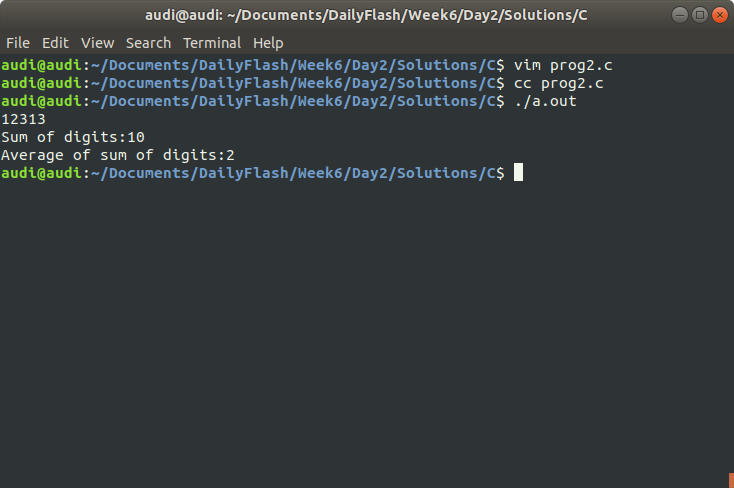 audi@audi: ~/Documents/DailyFlash/Week6/Day2/Solutions/C
File Edit View Search Terminal Help
audi@audi:~/Documents/DailyFlash/Week6/Day2/Solutions/C$ vim prog2.c
audi@audi:~/Documents/DailyFlash/Week6/Day2/Solutions/C$ cc prog2.c
audi@audi:~/Documents/DailyFlash/Week6/Day2/Solutions/C$ ./a.out
12313
Sum of digits:10
Average of sum of digits:2
audi@audi:~/Documents/DailyFlash/Week6/Day2/Solutions/C$